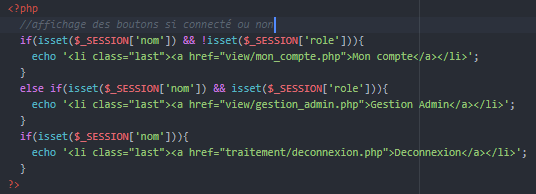 <?php
//affichage des boutons si connecté ou non
if(isset($_SESSION['nom']) && !isset($_SESSION['role'])){
echo '<li class="last"><a href="view/mon_compte.php">Mon compte</a></li>';
}
else if(isset($_SESSION['nom']) && isset($_SESSION['role'])){
echo '<li class="last"><a href="view/gestion_admin.php">Gestion Admin</a></li>';
}
if(isset($_SESSION['nom'])){
echo '<li class="last"><a href="traitement/deconnexion.php">Deconnexion</a></li>';
}
?>